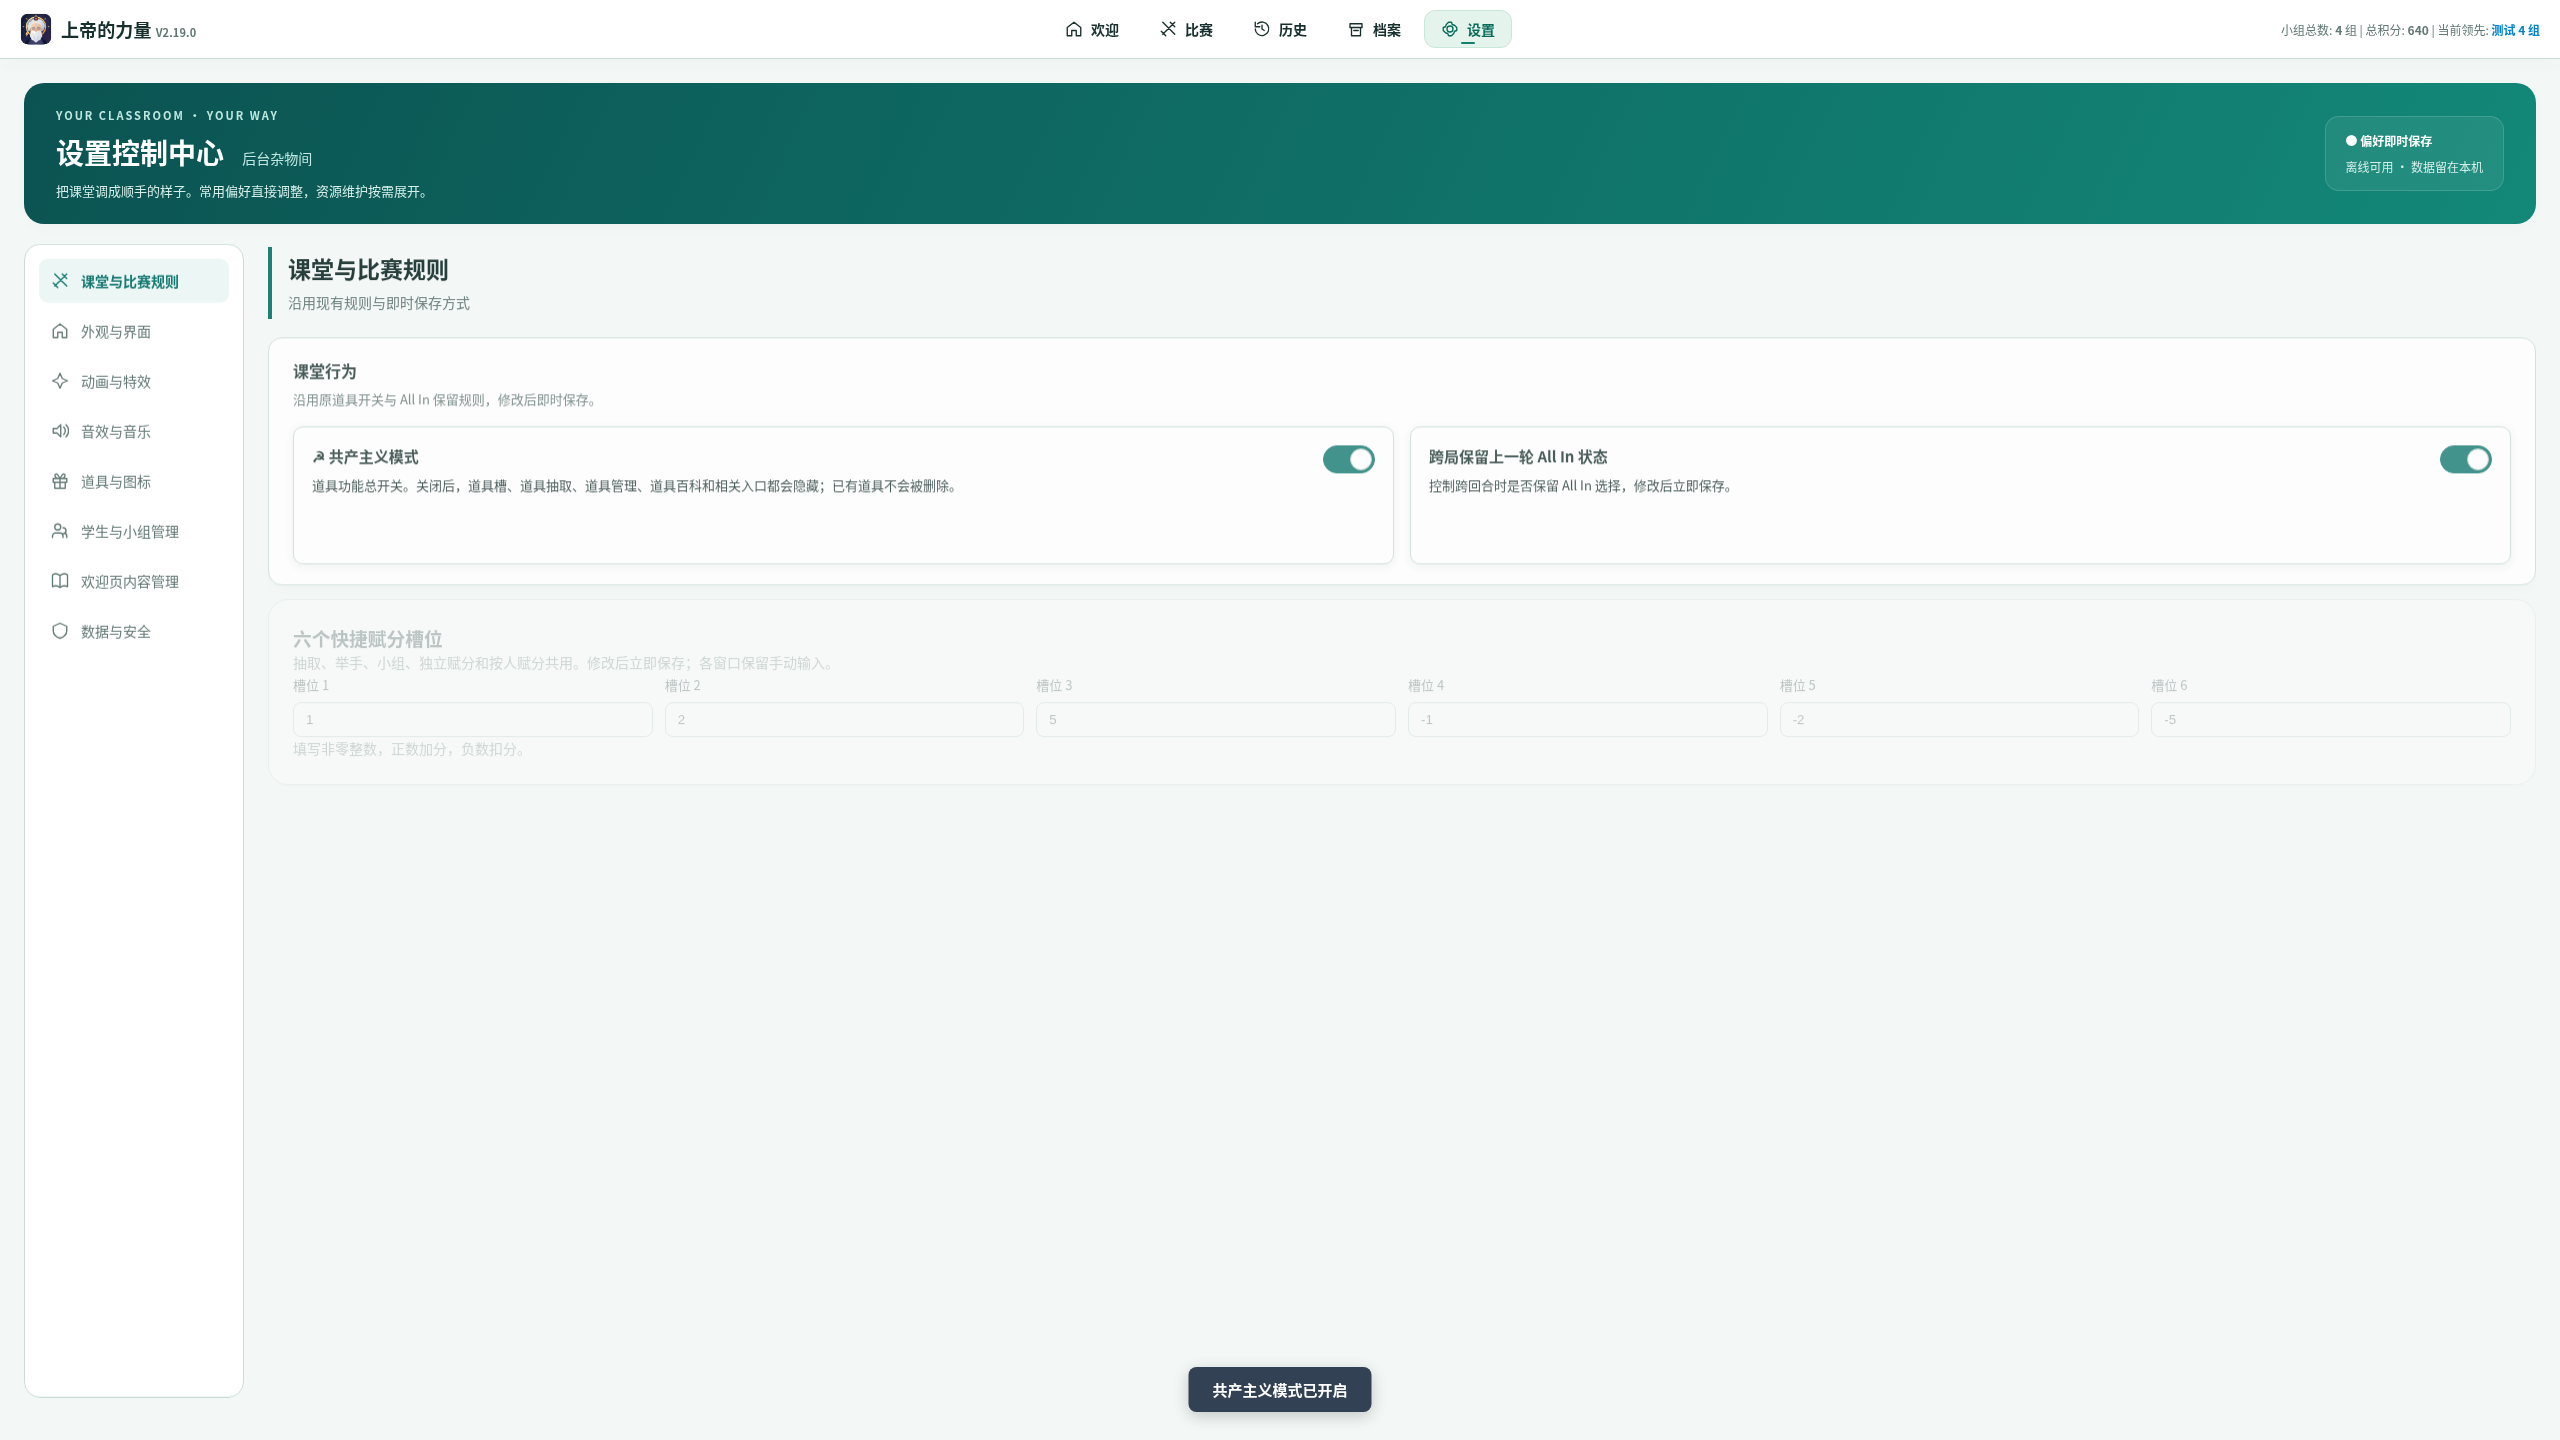 上帝的力量 V2.19.0
欢迎
比赛
历史
档案
设置
小组总数: 4 组 | 总积分: 640 | 当前领先: 测试 4 组
YOUR CLASSROOM · YOUR WAY
设置控制中心 后台杂物间
把课堂调成顺手的样子。常用偏好直接调整，资源维护按需展开。
偏好即时保存
离线可用 · 数据留在本机
课堂与比赛规则
外观与界面
动画与特效
音效与音乐
道具与图标
学生与小组管理
欢迎页内容管理
数据与安全
课堂与比赛规则
沿用现有规则与即时保存方式
课堂行为
沿用原道具开关与 All In 保留规则，修改后即时保存。
☭ 共产主义模式
道具功能总开关。关闭后，道具槽、道具抽取、道具管理、道具百科和相关入口都会隐藏；已有道具不会被删除。
跨局保留上一轮 All In 状态
控制跨回合时是否保留 All In 选择，修改后立即保存。
六个快捷赋分槽位
抽取、举手、小组、独立赋分和按人赋分共用。修改后立即保存；各窗口保留手动输入。
槽位 1
槽位 2
槽位 3
槽位 4
槽位 5
槽位 6
1
2
5
-1
-2
-5
填写非零整数，正数加分，负数扣分。
共产主义模式已开启